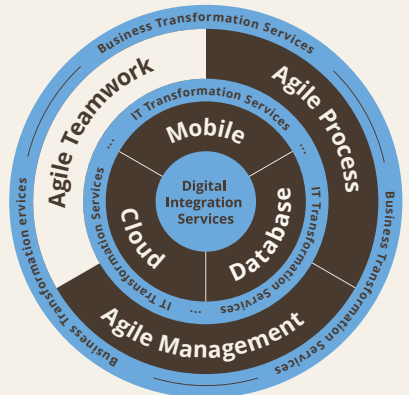 Business Transformation Services
Agile Teamwork
Agile Process
IT Transformation Services
...
...
Mobile
Digital
Integration
Services
Cloud
Database
IT Transformation Services
IT Transformation Services
IT Transformation Services
...
Agile Management
Business Transformation ervices
Business Transformation Services
Business Transformation Services